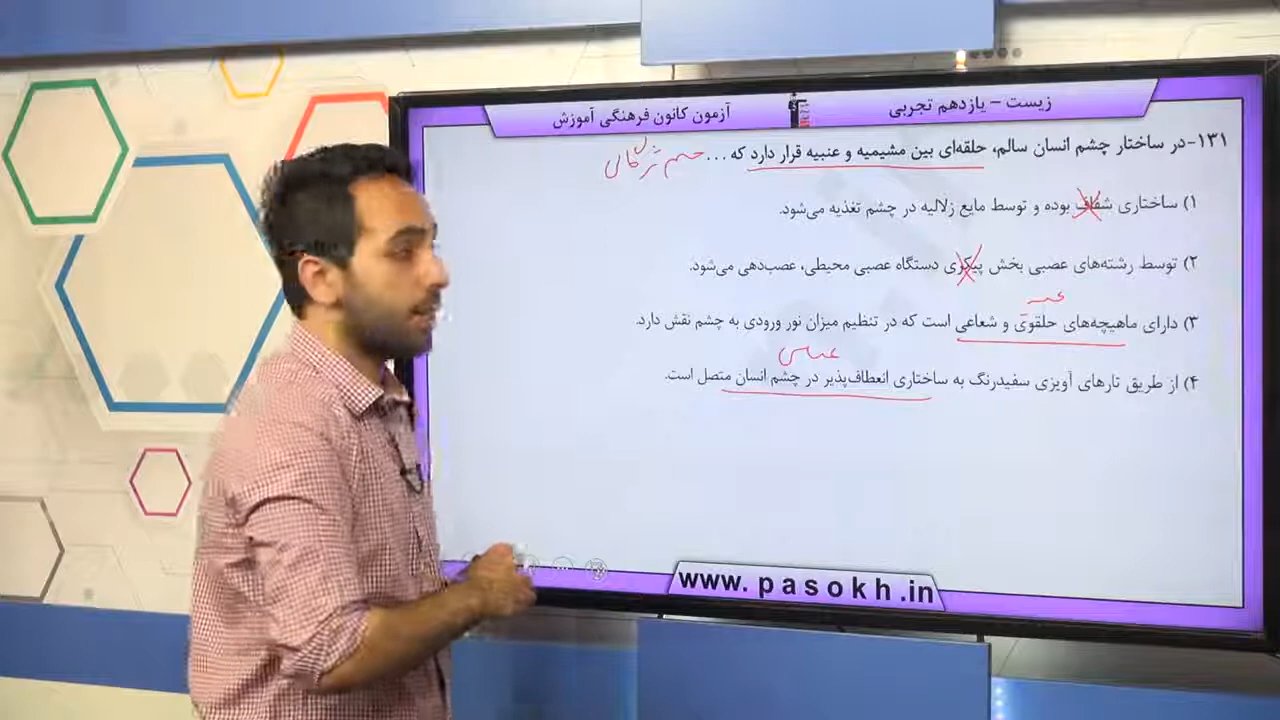 زیست – یازدهم تجربی
آزمون کانون فرهنگی آموزش
۱۳۱-در ساختار چشم انسان سالم، حلقه‌ای بین مشیمیه و عنبیه قرار دارد که ... جسم مژگانی
۱) ساختاری شفاف بوده و توسط مایع زلالیه در چشم تغذیه می‌شود.
۲) توسط رشته‌های عصبی بخش پیکری دستگاه عصبی محیطی، عصب‌دهی می‌شود.
۳) دارای ماهیچه‌های حلقوی و شعاعی است که در تنظیم میزان نور ورودی به چشم نقش دارد.
۴) از طریق تارهای آویزی سفیدرنگ به ساختاری انعطاف‌پذیر در چشم انسان متصل است.
www.pasokh.in